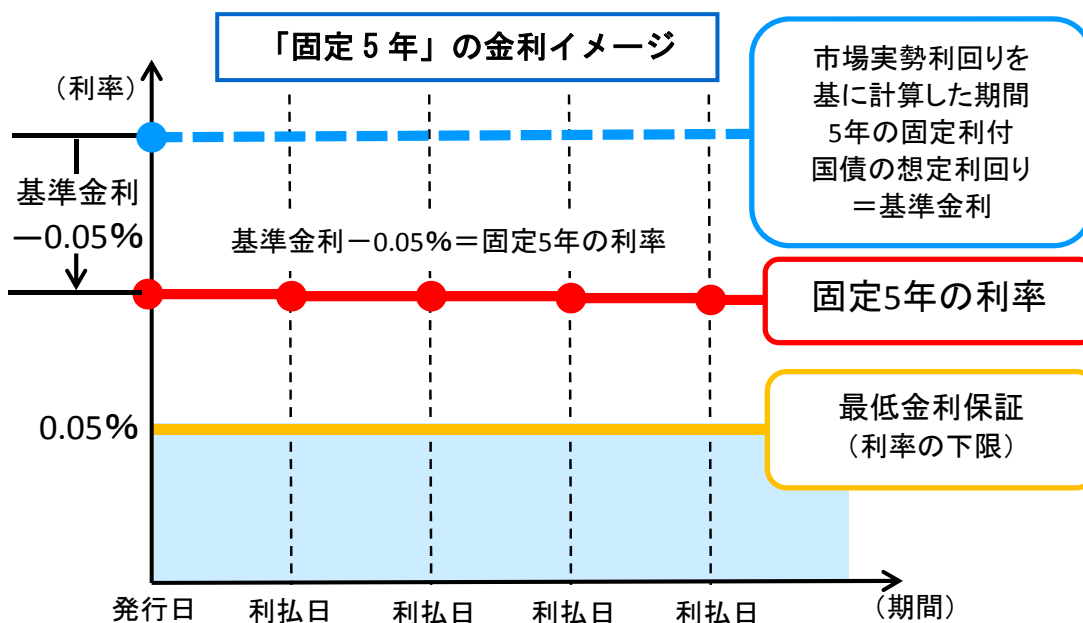 「固定５年」の金利イメージ
（利率）
市場実勢利回りを
基に計算した期間
5年の固定利付
国債の想定利回り
＝基準金利
基準金利
－0.05%
基準金利－0.05%＝固定5年の利率
固定5年の利率
0.05%
最低金利保証
（利率の下限）
発行日
利払日
利払日
利払日
利払日
（期間）